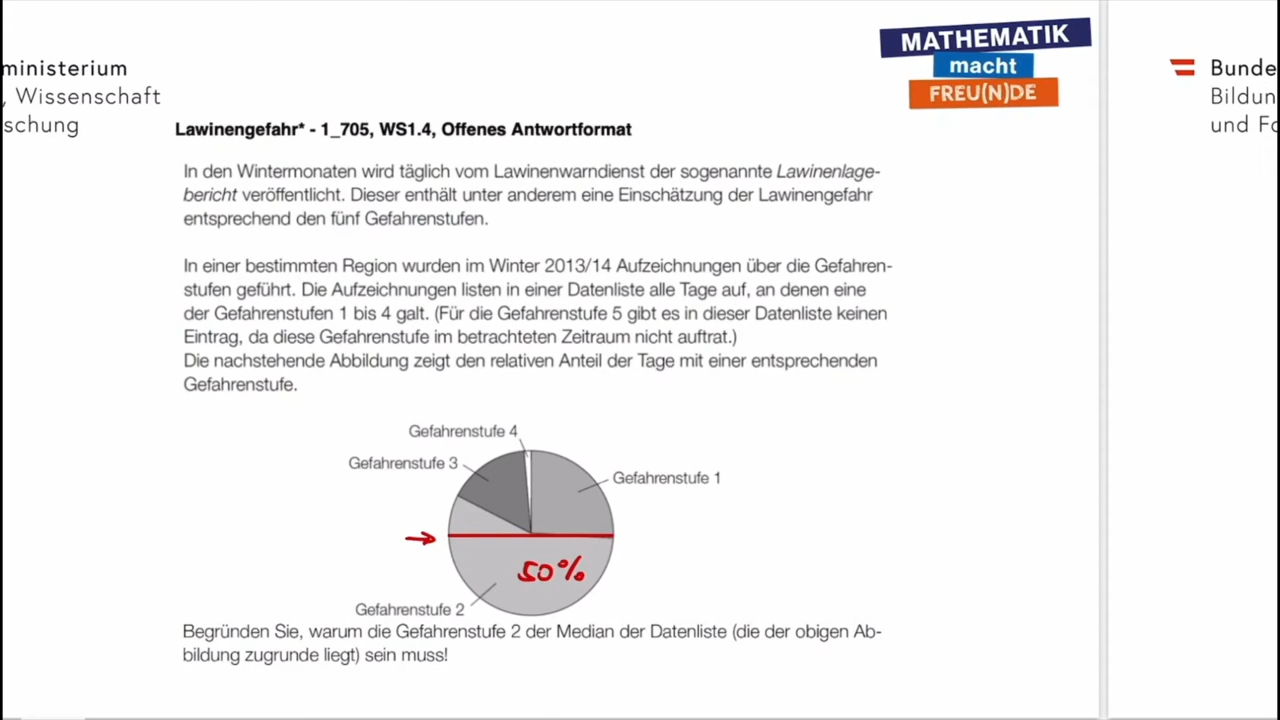 MATHEMATIK
macht
FREU(N)DE
ministerium
, Wissenschaft
schung
Bunde
Bildun
und Fo
Lawinengefahr* - 1_705, WS1.4, Offenes Antwortformat
In den Wintermonaten wird täglich vom Lawinenwarndienst der sogenannte Lawinenlage-
bericht veröffentlicht. Dieser enthält unter anderem eine Einschätzung der Lawinengefahr
entsprechend den fünf Gefahrenstufen.
In einer bestimmten Region wurden im Winter 2013/14 Aufzeichnungen über die Gefahren-
stufen geführt. Die Aufzeichnungen listen in einer Datenliste alle Tage auf, an denen eine
der Gefahrenstufen 1 bis 4 galt. (Für die Gefahrenstufe 5 gibt es in dieser Datenliste keinen
Eintrag, da diese Gefahrenstufe im betrachteten Zeitraum nicht auftrat.)
Die nachstehende Abbildung zeigt den relativen Anteil der Tage mit einer entsprechenden
Gefahrenstufe.
Gefahrenstufe 4
Gefahrenstufe 3
Gefahrenstufe 1
50%
Gefahrenstufe 2
Begründen Sie, warum die Gefahrenstufe 2 der Median der Datenliste (die der obigen Ab-
bildung zugrunde liegt) sein muss!